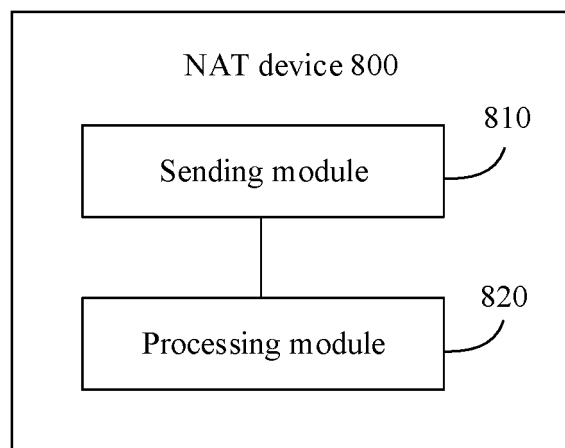 NAT device 800
810
Sending module
820
Processing module